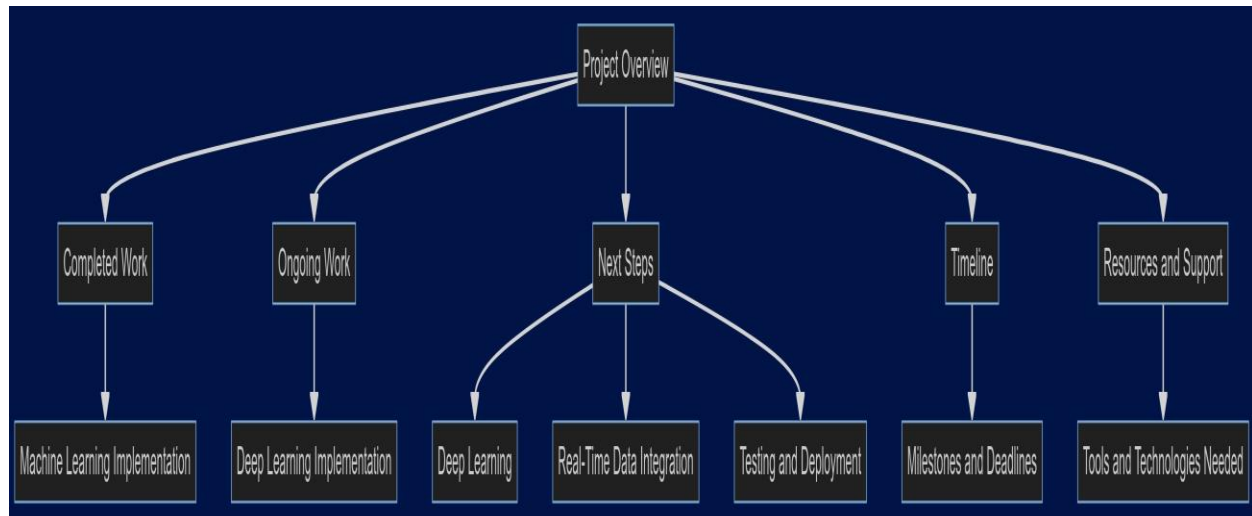 Project Overview
Completed Work
Ongoing Work
Next Steps
Timeline
Resources and Support
Machine Learning Implementation
Deep Learning Implementation
Deep Learning
Real-Time Data Integration
Testing and Deployment
Milestones and Deadlines
Tools and Technologies Needed